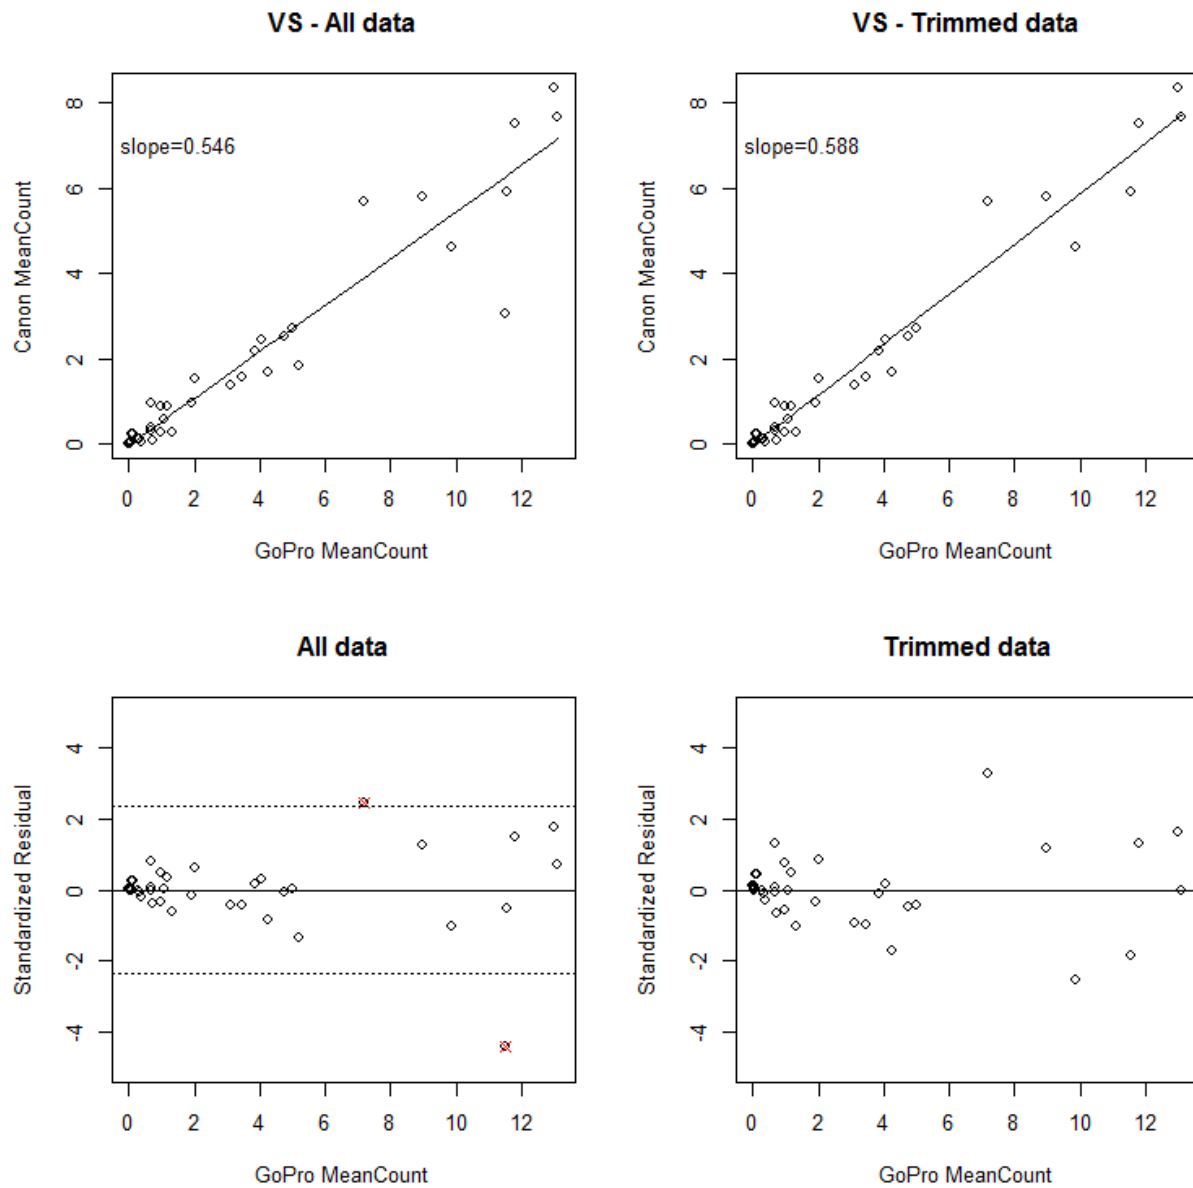 VS - All data
8
6
4
2
0
Canon MeanCount
slope=0.546
0 2 4 6 8 10 12
GoPro MeanCount
VS - Trimmed data
8
6
4
2
0
Canon MeanCount
slope=0.588
0 2 4 6 8 10 12
GoPro MeanCount
All data
4
2
0
-2
-4
Standardized Residual
0 2 4 6 8 10 12
GoPro MeanCount
Trimmed data
4
2
0
-2
-4
Standardized Residual
0 2 4 6 8 10 12
GoPro MeanCount